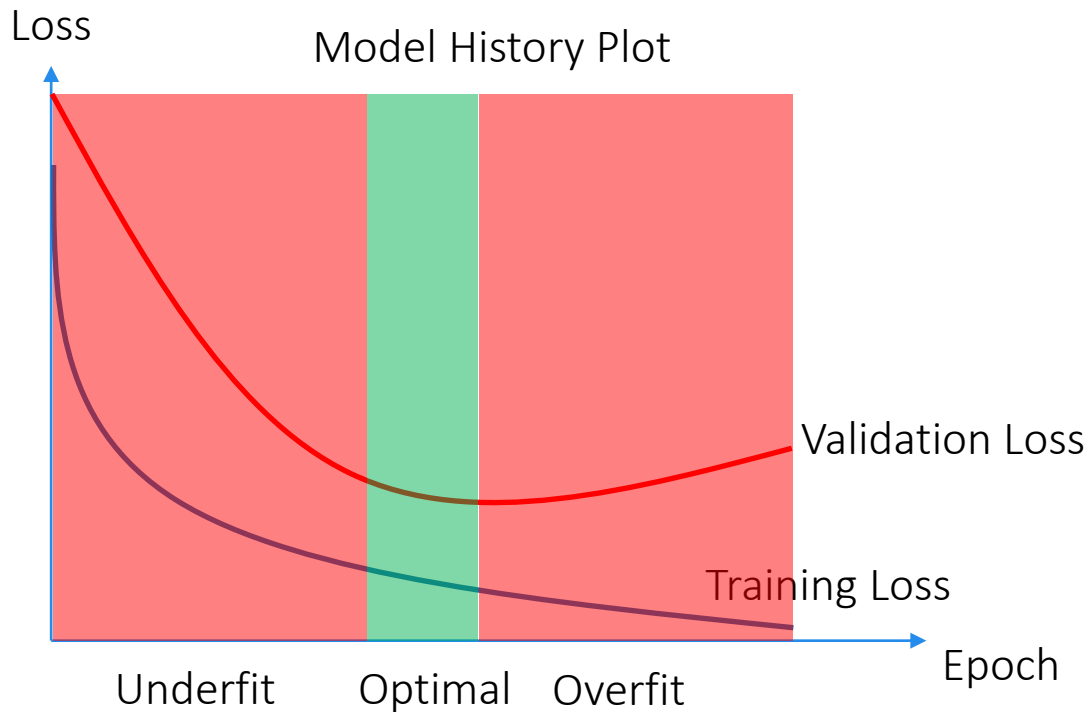 Loss
Model History Plot
Validation Loss
Training Loss
Epoch
Underfit
Optimal
Overfit